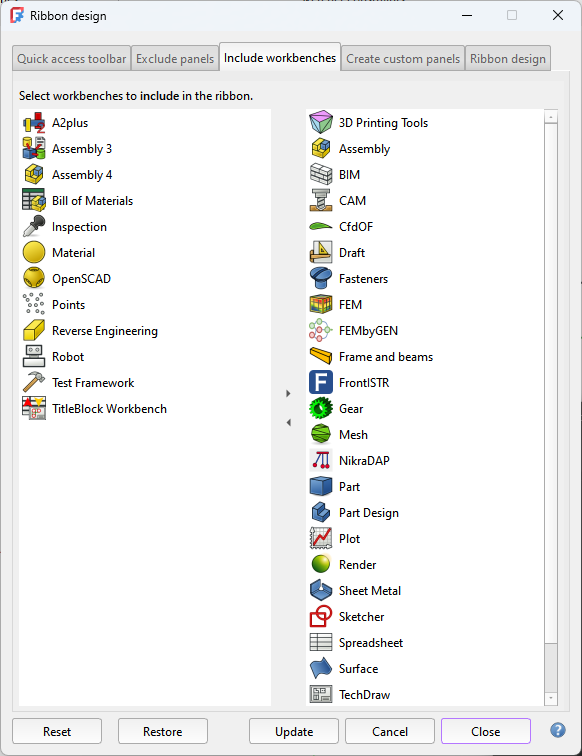 Ribbon design
Quick access toolbar
Exclude panels
Include workbenches
Create custom panels
Ribbon design
Select workbenches to include in the ribbon.
A2plus
Assembly 3
Assembly 4
Bill of Materials
Inspection
Material
OpenSCAD
Points
Reverse Engineering
Robot
Test Framework
TitleBlock Workbench
3D Printing Tools
Assembly
BIM
CAM
CfdOF
Draft
Fasteners
FEM
FEMbyGEN
Frame and beams
FrontISTR
Gear
Mesh
NikraDAP
Part
Part Design
Plot
Render
Sheet Metal
Sketcher
Spreadsheet
Surface
TechDraw
Reset
Restore
Update
Cancel
Close
?